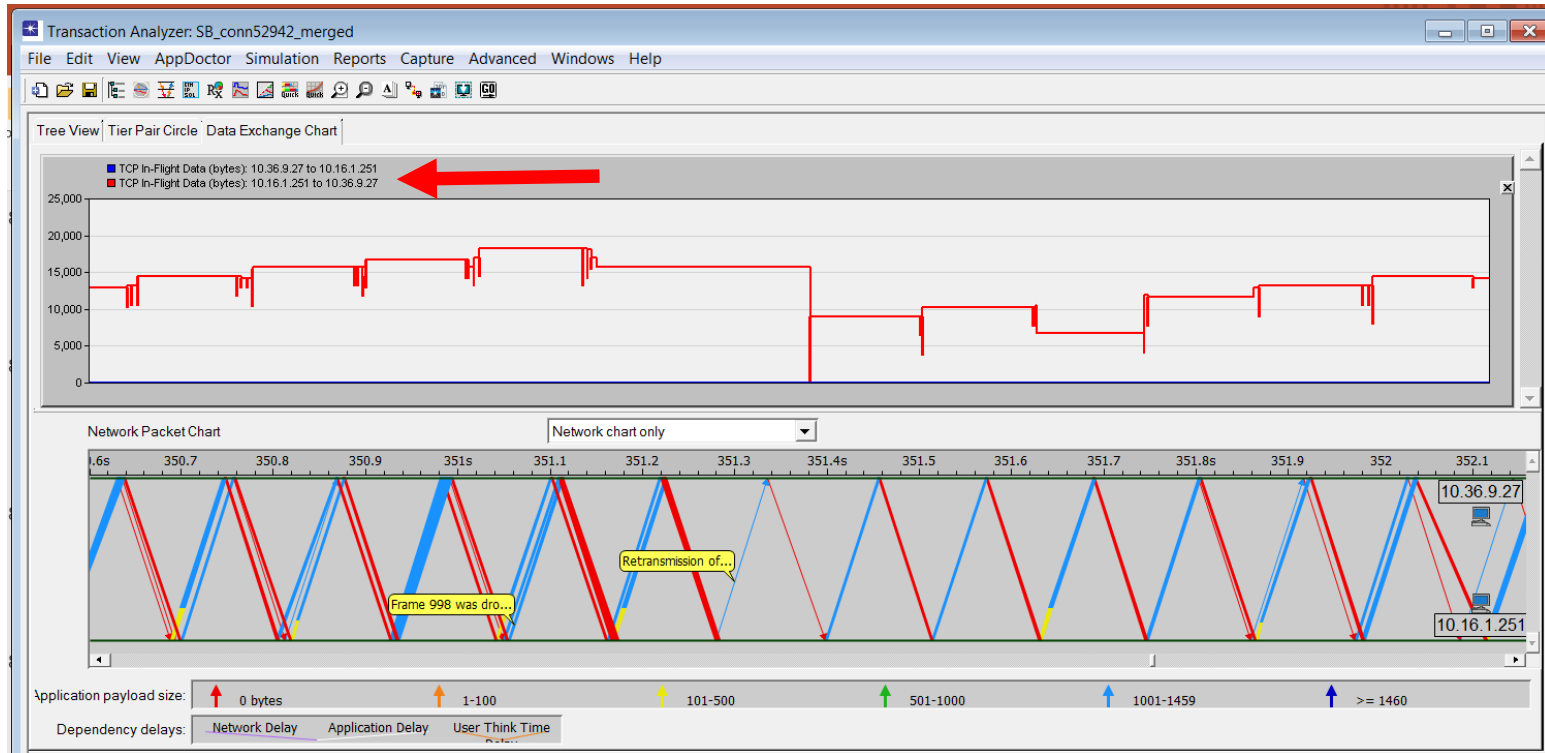 Transaction Analyzer: SB_conn52942_merged
File Edit View AppDoctor Simulation Reports Capture Advanced Windows Help
Tree View Tier Pair Circle Data Exchange Chart
TCP In-Flight Data (bytes): 10.36.9.27 to 10.16.1.251
TCP In-Flight Data (bytes): 10.16.1.251 to 10.36.9.27
25,000
20,000
15,000
10,000
5,000
0
Network Packet Chart Network chart only
.6s 350.7 350.8 350.9 351s 351.1 351.2 351.3 351.4s 351.5 351.6 351.7 351.8s 351.9 352 352.1
10.36.9.27
Retransmission of...
Frame 998 was dro...
10.16.1.251
Application payload size: 0 bytes 1-100 101-500 501-1000 1001-1459 >= 1460
Dependency delays: Network Delay Application Delay User Think Time